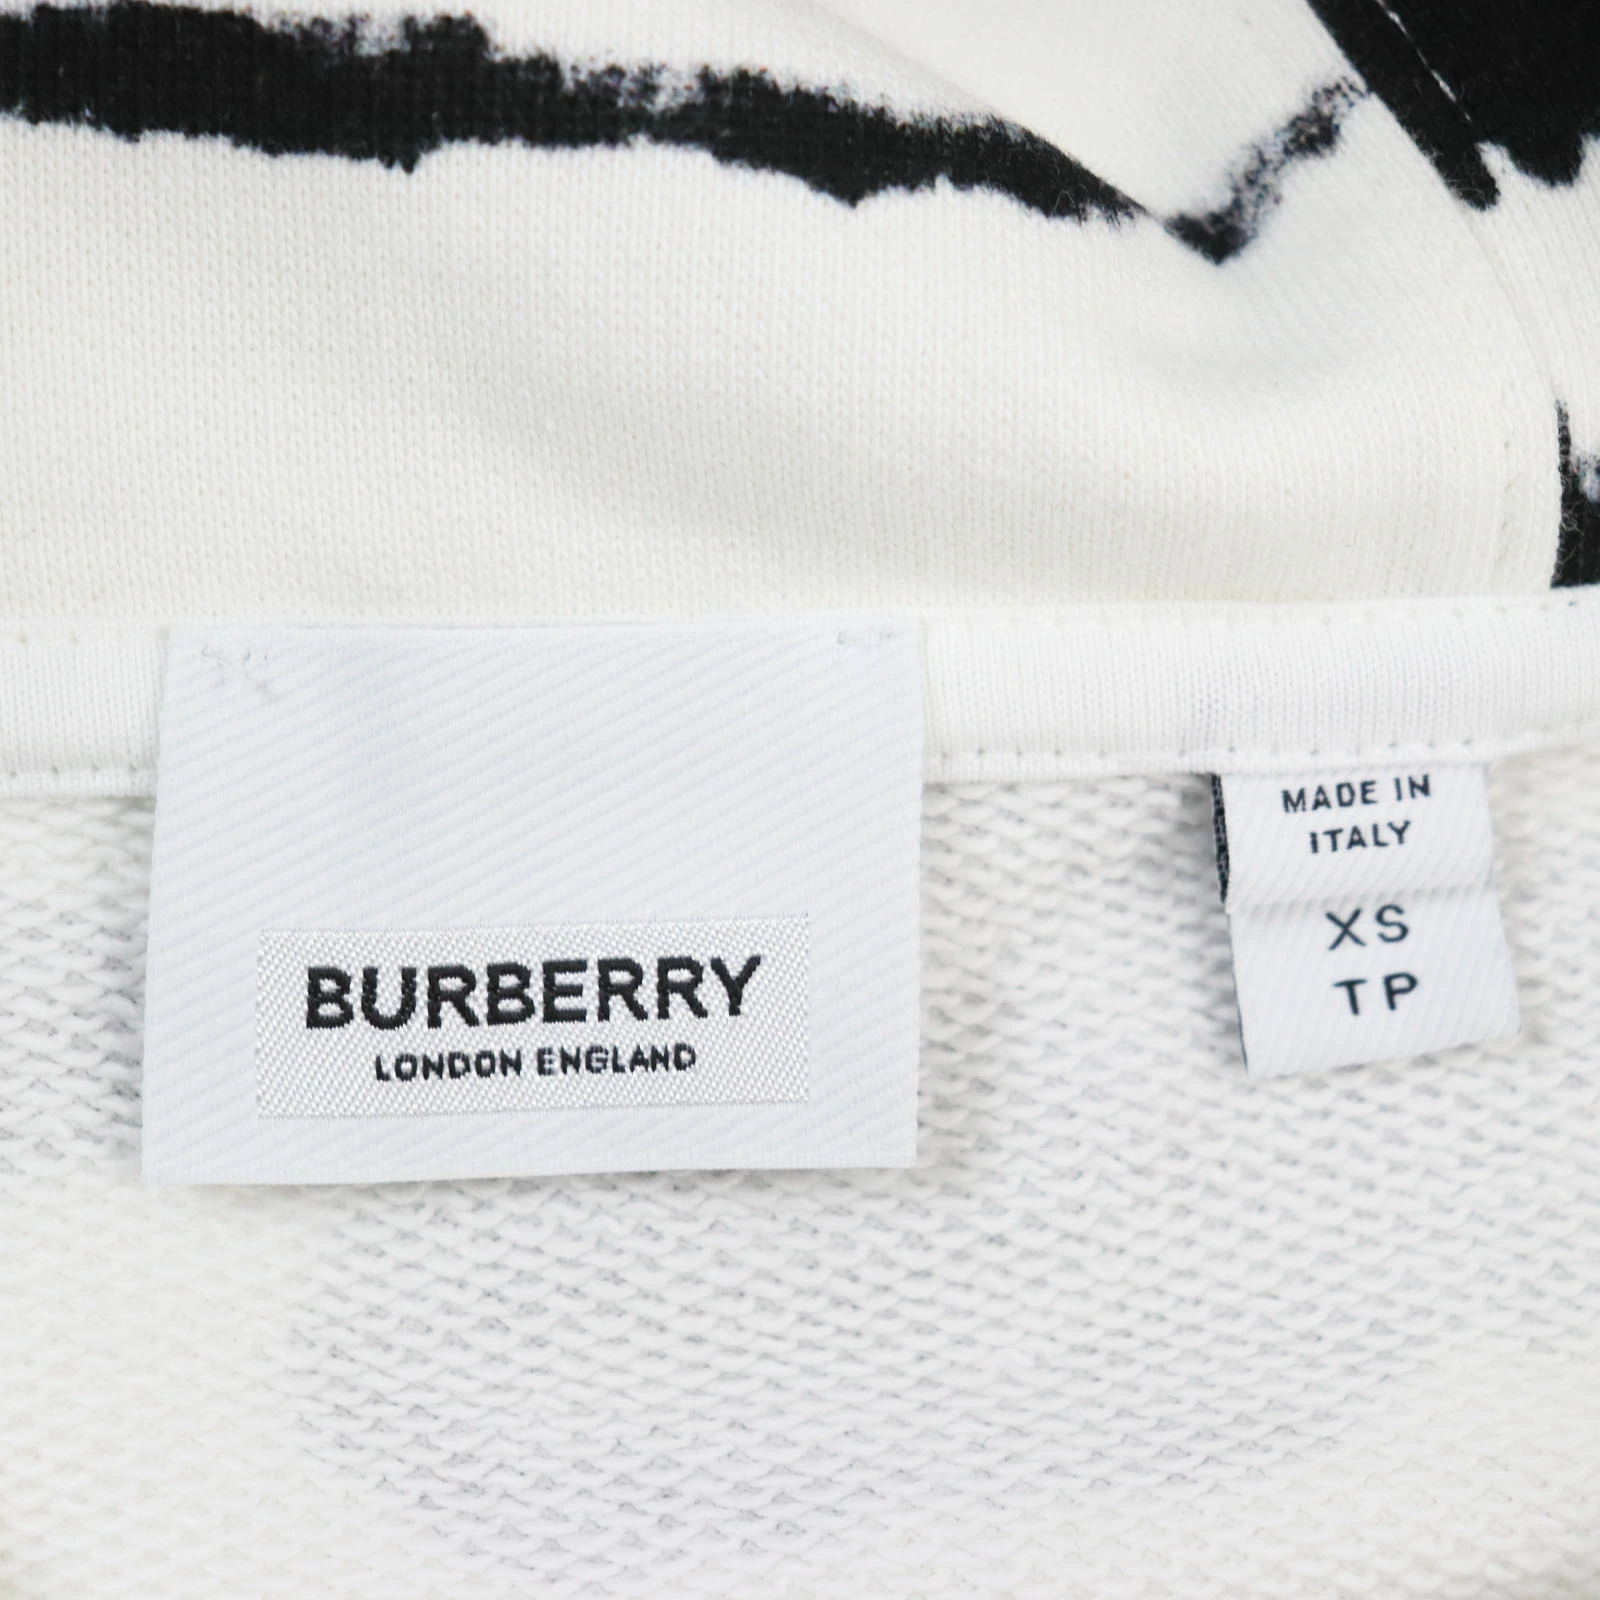 BURBERRY
LONDON ENGLAND
MADE IN
ITALY
XS
TP